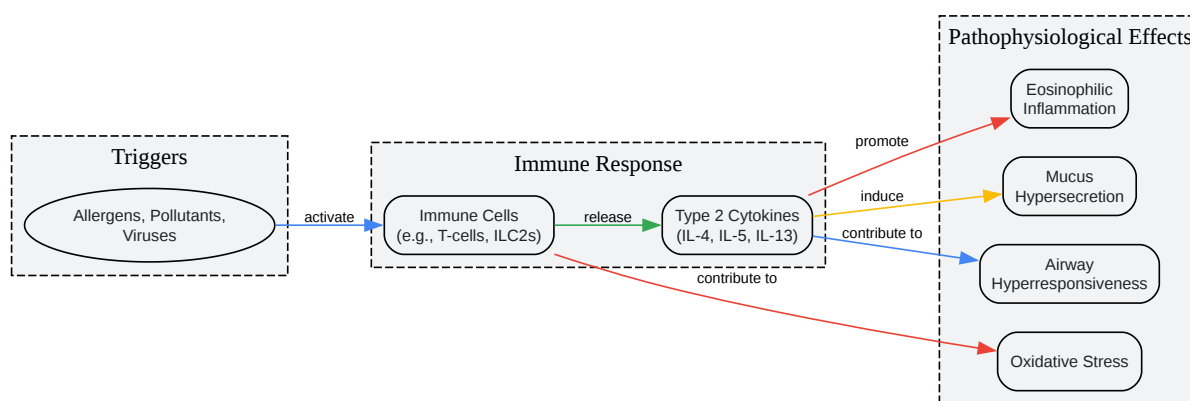 Triggers
Allergens, Pollutants,
Viruses
activate
Immune Response
Immune Cells
(e.g., T-cells, ILC2s)
release
Type 2 Cytokines
(IL-4, IL-5, IL-13)
promote
induce
contribute to
contribute to
Pathophysiological Effects
Eosinophilic
Inflammation
Mucus
Hypersecretion
Airway
Hyperresponsiveness
Oxidative Stress